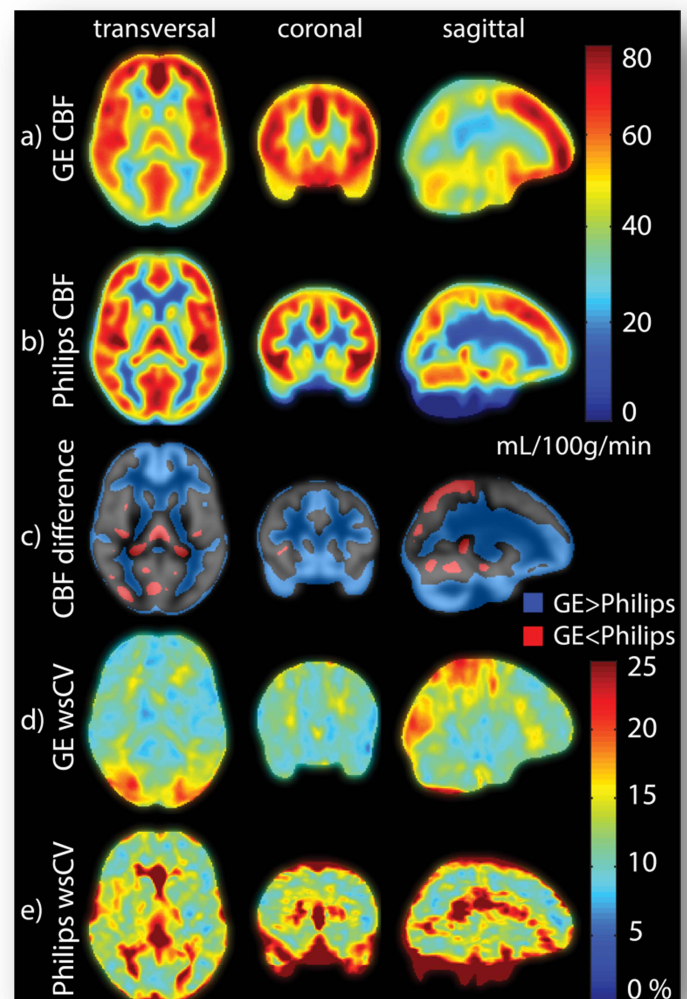 transversal coronal sagittal
a) GE CBF
80
60
40
20
0
mL/100g/min
b) Philips CBF
c) CBF difference
GE>Philips
GE<Philips
d) GE wsCV
25
20
15
10
5
0 %
e) Philips wsCV